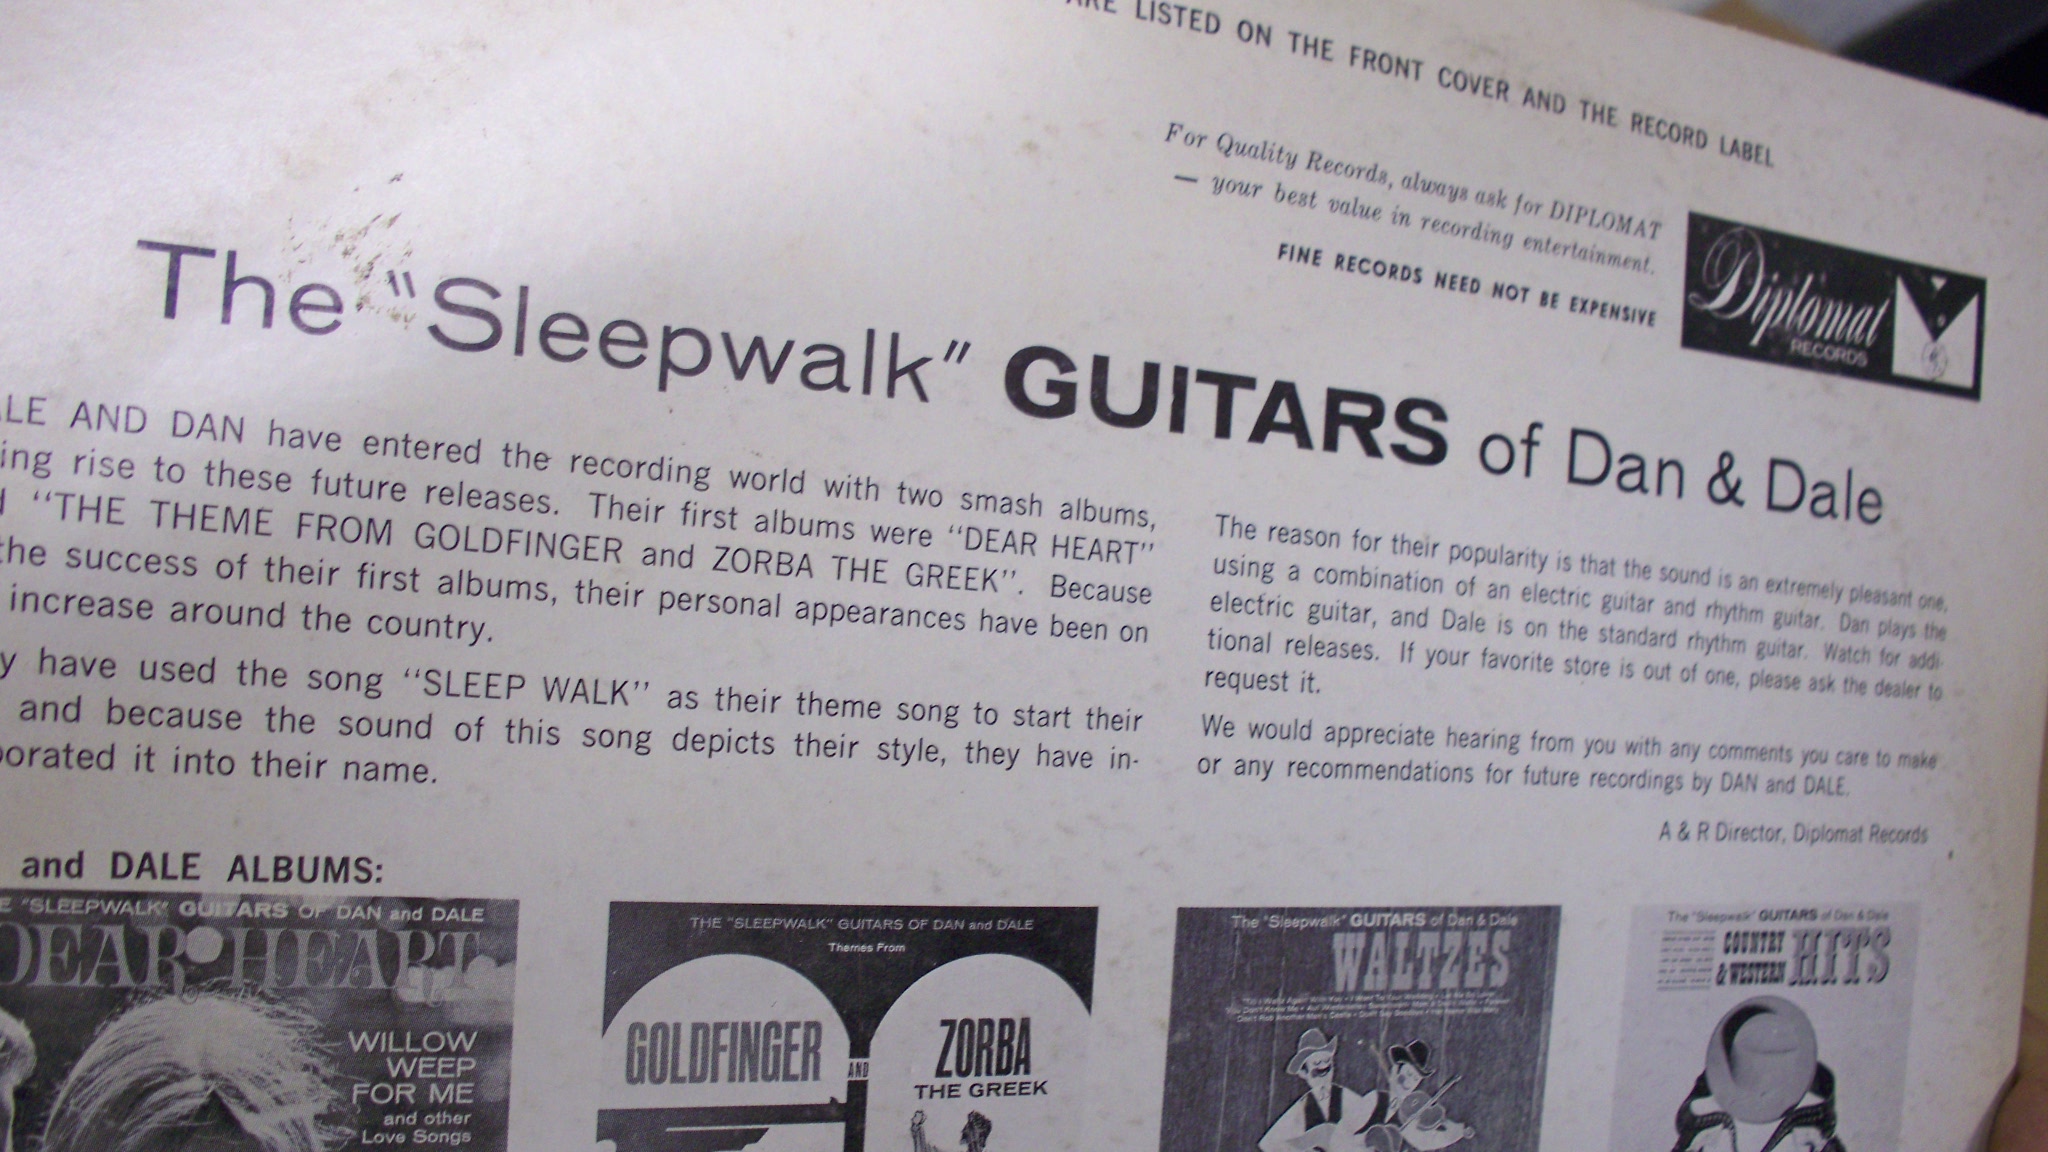 ARE LISTED ON THE FRONT COVER AND THE RECORD LABEL
For Quality Records, always ask for DIPLOMAT
— your best value in recording entertainment.
FINE RECORDS NEED NOT BE EXPENSIVE
Diplomat
RECORDS
The "Sleepwalk" GUITARS of Dan & Dale
ALE AND DAN have entered the recording world with two smash albums,
ing rise to these future releases. Their first albums were "DEAR HEART"
d "THE THEME FROM GOLDFINGER and ZORBA THE GREEK". Because
the success of their first albums, their personal appearances have been on
increase around the country.
y have used the song "SLEEP WALK" as their theme song to start their
and because the sound of this song depicts their style, they have in-
porated it into their name.
The reason for their popularity is that the sound is an extremely pleasant one,
using a combination of an electric guitar and rhythm guitar. Dan plays the
electric guitar, and Dale is on the standard rhythm guitar. Watch for addi-
tional releases. If your favorite store is out of one, please ask the dealer to
request it.
We would appreciate hearing from you with any comments you care to make
or any recommendations for future recordings by DAN and DALE.
A & R Director, Diplomat Records
and DALE ALBUMS:
E "SLEEPWALK" GUITARS OF DAN and DALE
DEAR HEART
WILLOW
WEEP
FOR ME
and other
Love Songs
THE "SLEEPWALK" GUITARS OF DAN and DALE
Themes From
GOLDFINGER
AND
ZORBA
THE GREEK
The "Sleepwalk" GUITARS of Dan & Dale
WALTZES
The "Sleepwalk" GUITARS of Dan & Dale
COUNTRY
& WESTERN
HITS